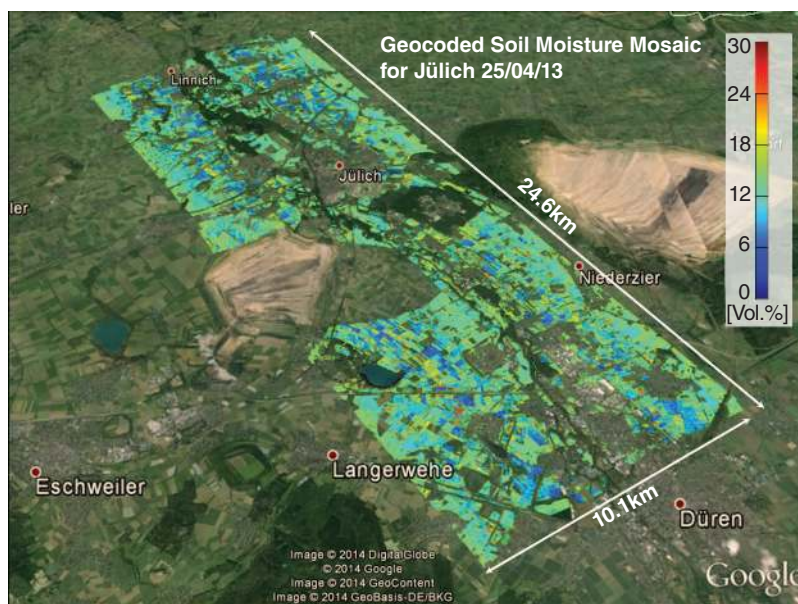 Geocoded Soil Moisture Mosaic
for Jülich 25/04/13
30
24
18
12
6
0
[Vol.%]
Linnich
Jülich
24.6km
ler
Niederzier
Langerwehe
Eschweiler
10.1km
Düren
Image © 2014 DigitalGlobe
© 2014 Google
Image © 2014 GeoContent
Image © 2014 GeoBasis-DE/BKG
Google